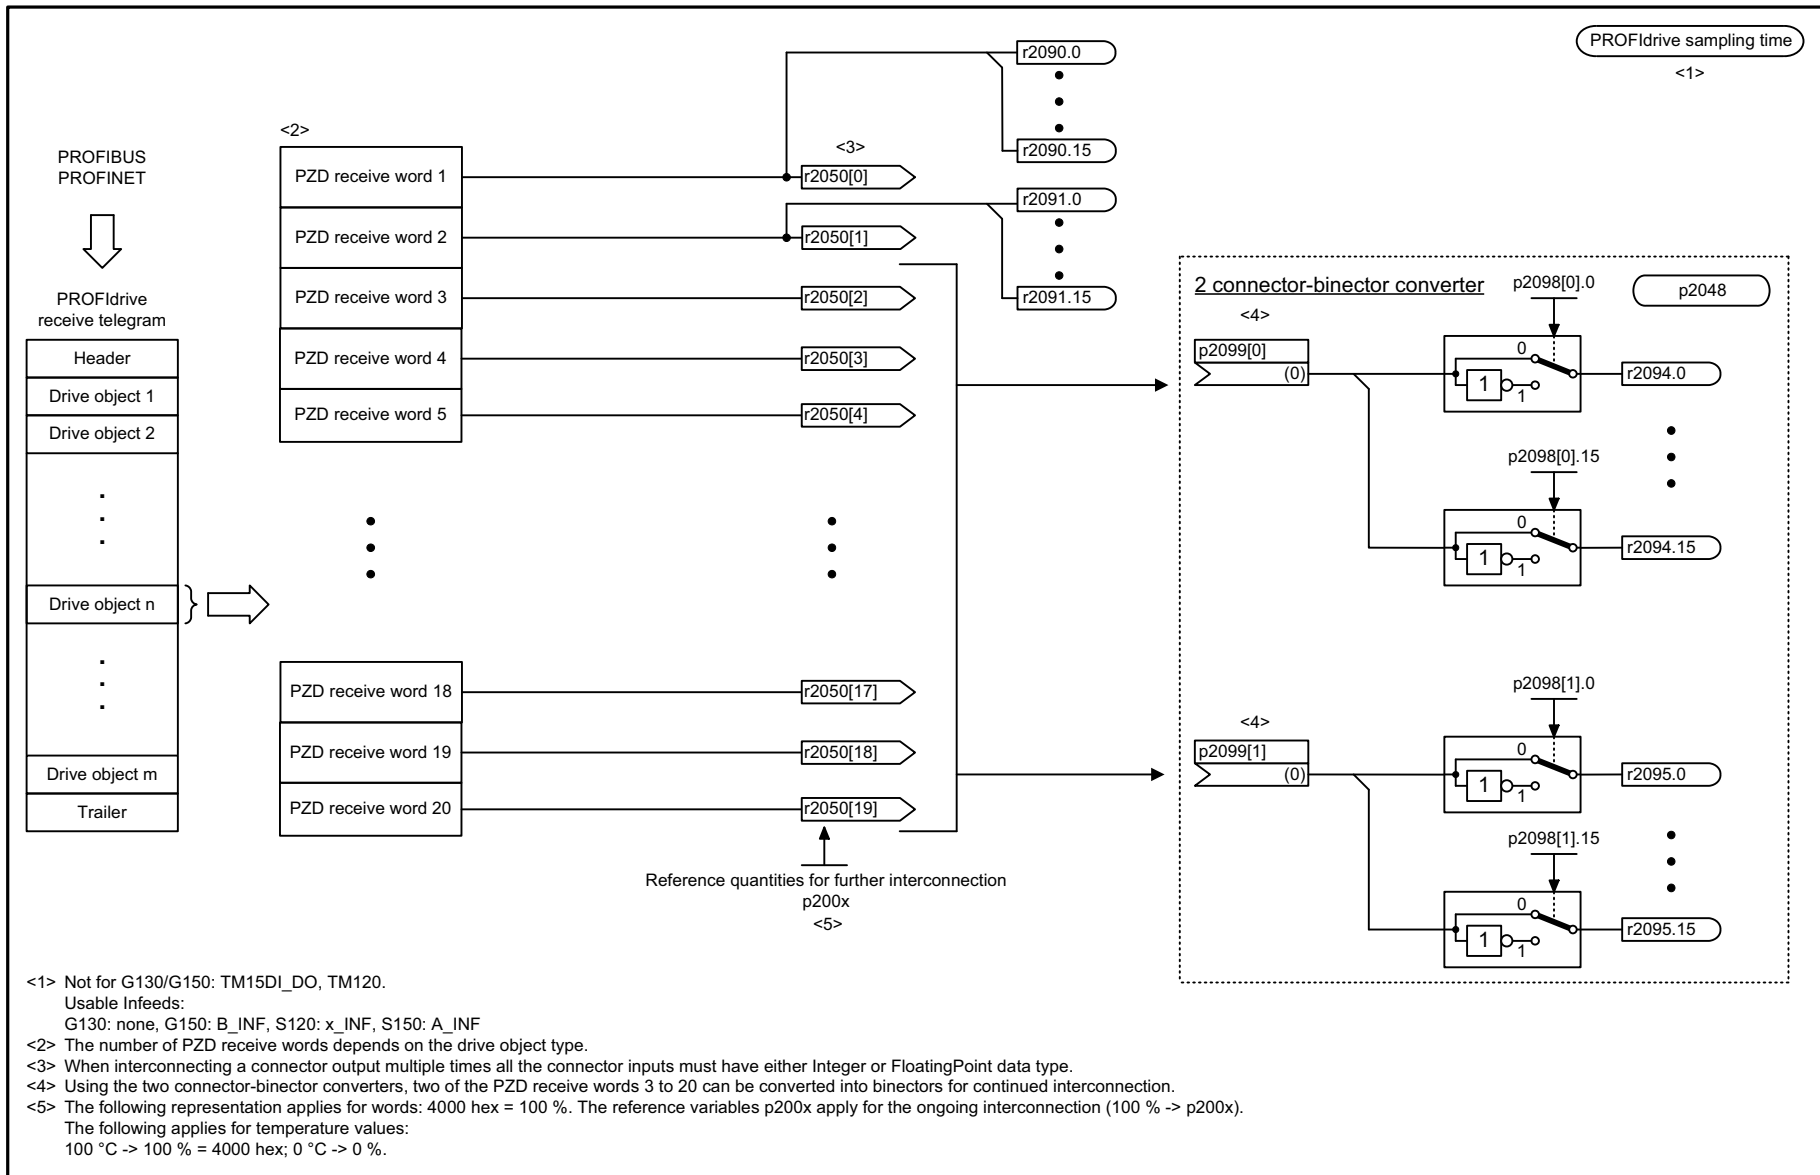 PROFIdrive sampling time
<1>
r2090.0
r2090.15
<2>
<3>
PROFIBUS
PROFINET
PZD receive word 1
r2050[0]
r2091.0
PZD receive word 2
r2050[1]
PZD receive word 3
r2050[2]
r2091.15
PROFIdrive
receive telegram
PZD receive word 4
r2050[3]
PZD receive word 5
r2050[4]
Header
Drive object 1
Drive object 2
Drive object n
Drive object m
Trailer
PZD receive word 18
r2050[17]
PZD receive word 19
r2050[18]
PZD receive word 20
r2050[19]
Reference quantities for further interconnection
p200x
<5>
2 connector-binector converter
p2098[0].0
p2048
<4>
p2099[0]
(0)
0
1
1
r2094.0
p2098[0].15
0
1
1
r2094.15
p2098[1].0
<4>
p2099[1]
(0)
0
1
1
r2095.0
p2098[1].15
0
1
1
r2095.15
<1> Not for G130/G150: TM15DI_DO, TM120.
Usable Infeeds:
G130: none, G150: B_INF, S120: x_INF, S150: A_INF
<2> The number of PZD receive words depends on the drive object type.
<3> When interconnecting a connector output multiple times all the connector inputs must have either Integer or FloatingPoint data type.
<4> Using the two connector-binector converters, two of the PZD receive words 3 to 20 can be converted into binectors for continued interconnection.
<5> The following representation applies for words: 4000 hex = 100 %. The reference variables p200x apply for the ongoing interconnection (100 % -> p200x).
The following applies for temperature values:
100 °C -> 100 % = 4000 hex; 0 °C -> 0 %.